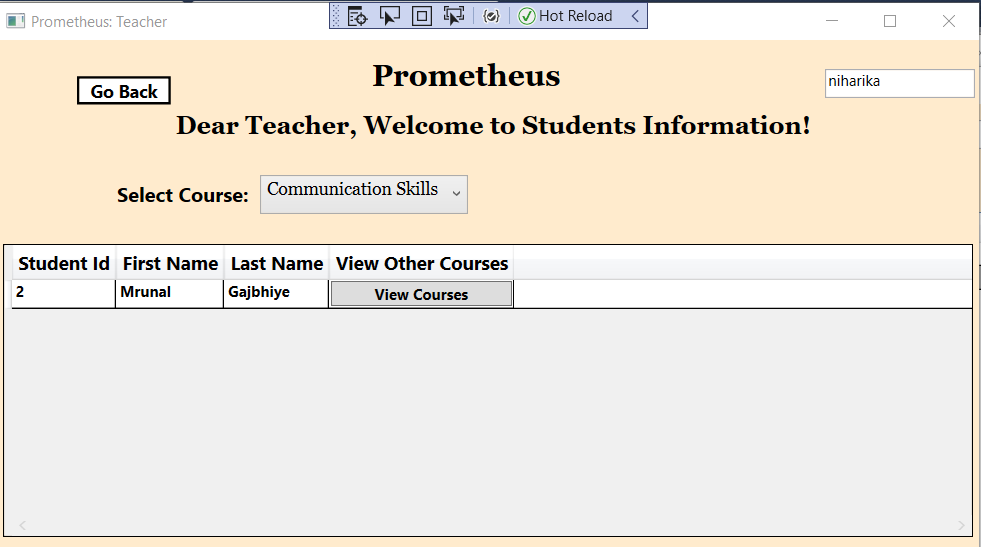 Prometheus: Teacher
Hot Reload
Go Back
Prometheus
niharika
Dear Teacher, Welcome to Students Information!
Select Course: Communication Skills
Student Id First Name Last Name View Other Courses
2 Mrunal Gajbhiye View Courses